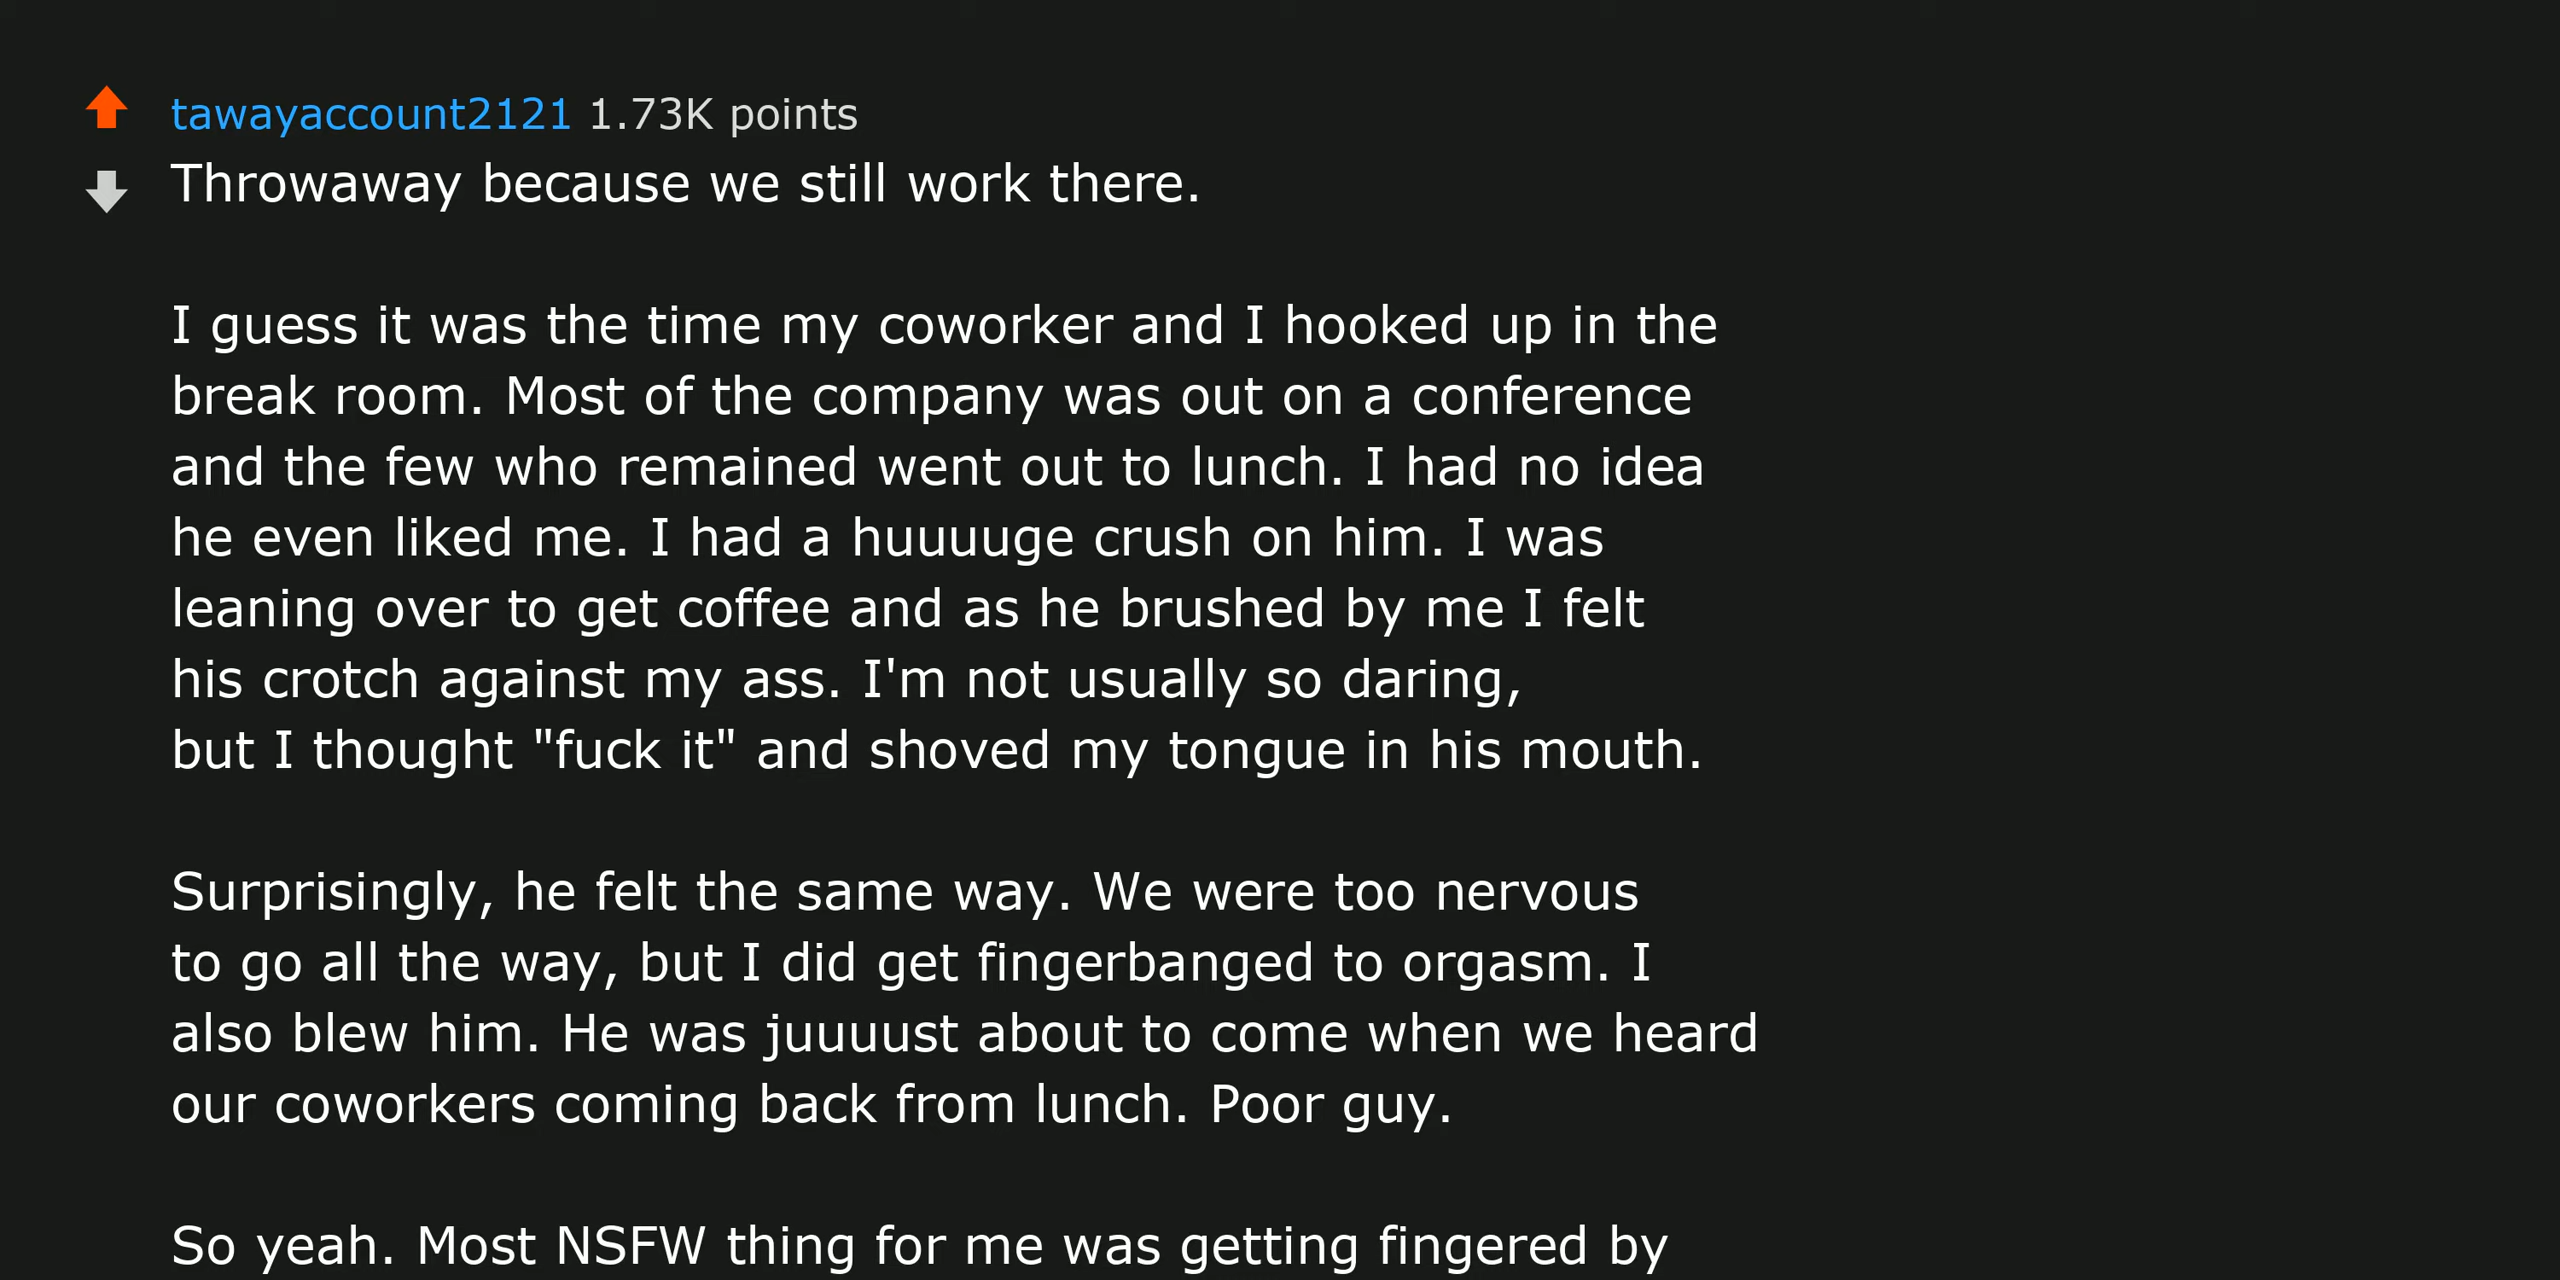 tawayaccount2121 1.73K points
Throwaway because we still work there.
I guess it was the time my coworker and I hooked up in the
break room. Most of the company was out on a conference
and the few who remained went out to lunch. I had no idea
he even liked me. I had a huuuuge crush on him. I was
leaning over to get coffee and as he brushed by me I felt
his crotch against my ass. I'm not usually so daring,
but I thought "fuck it" and shoved my tongue in his mouth.
Surprisingly, he felt the same way. We were too nervous
to go all the way, but I did get fingerbanged to orgasm. I
also blew him. He was juuuust about to come when we heard
our coworkers coming back from lunch. Poor guy.
So yeah. Most NSFW thing for me was getting fingered by